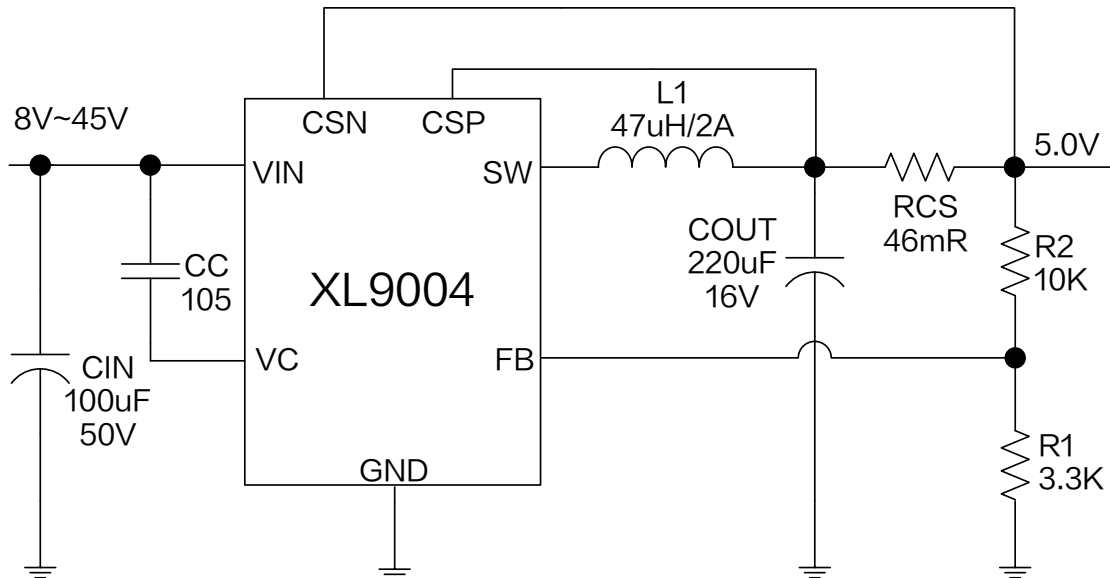 8V~45V
CSN
CSP
L1
47uH/2A
5.0V
VIN
SW
RCS
46mR
CC
105
COUT
220uF
16V
R2
10K
XL9004
VC
FB
CIN
100uF
50V
GND
R1
3.3K